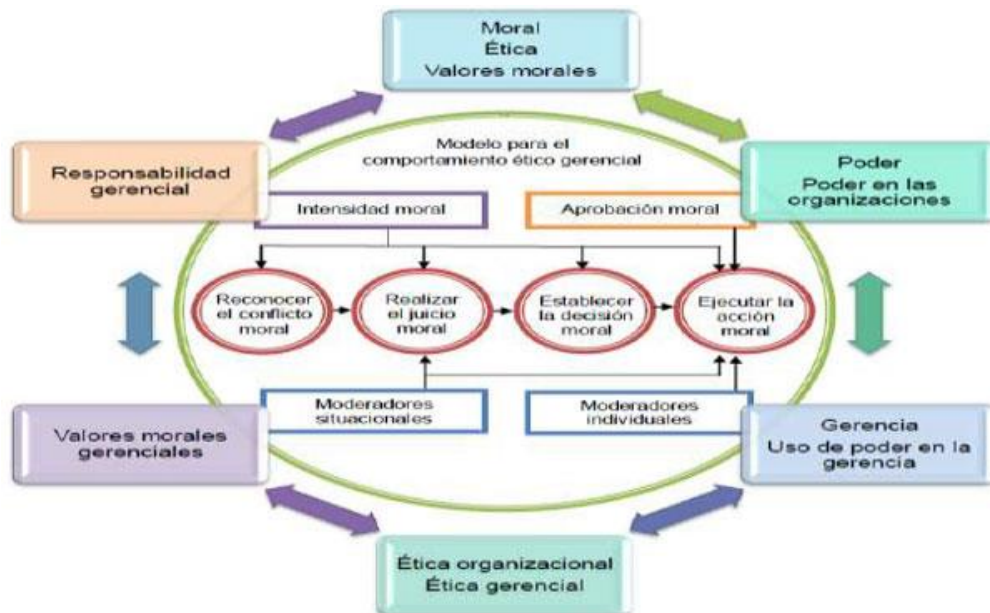 Moral
Ética
Valores morales
Modelo para el
comportamiento ético gerencial
Responsabilidad
gerencial
Poder
Poder en las
organizaciones
Intensidad moral
Aprobación moral
Reconocer
el conflicto
moral
Realizar
el juicio
moral
Establecer
la decisión
moral
Ejecutar la
acción
moral
Moderadores
situacionales
Moderadores
individuales
Valores morales
gerenciales
Gerencia
Uso de poder en la
gerencia
Ética organizacional
Ética gerencial